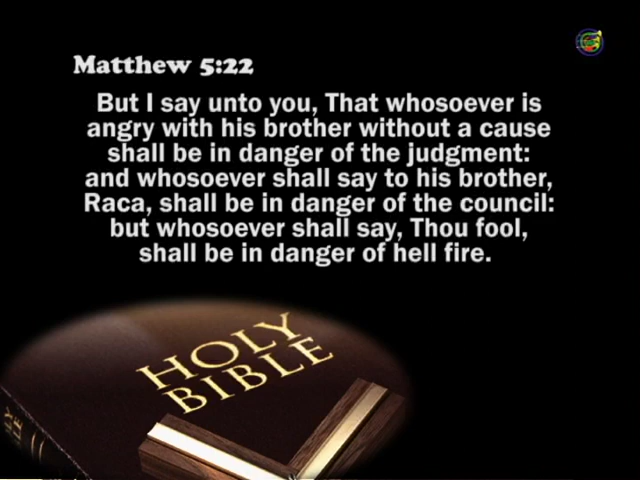 Matthew 5:22
But I say unto you, That whosoever is
angry with his brother without a cause
shall be in danger of the judgment:
and whosoever shall say to his brother,
Raca, shall be in danger of the council:
but whosoever shall say, Thou fool,
shall be in danger of hell fire.
HOLY
BIBLE